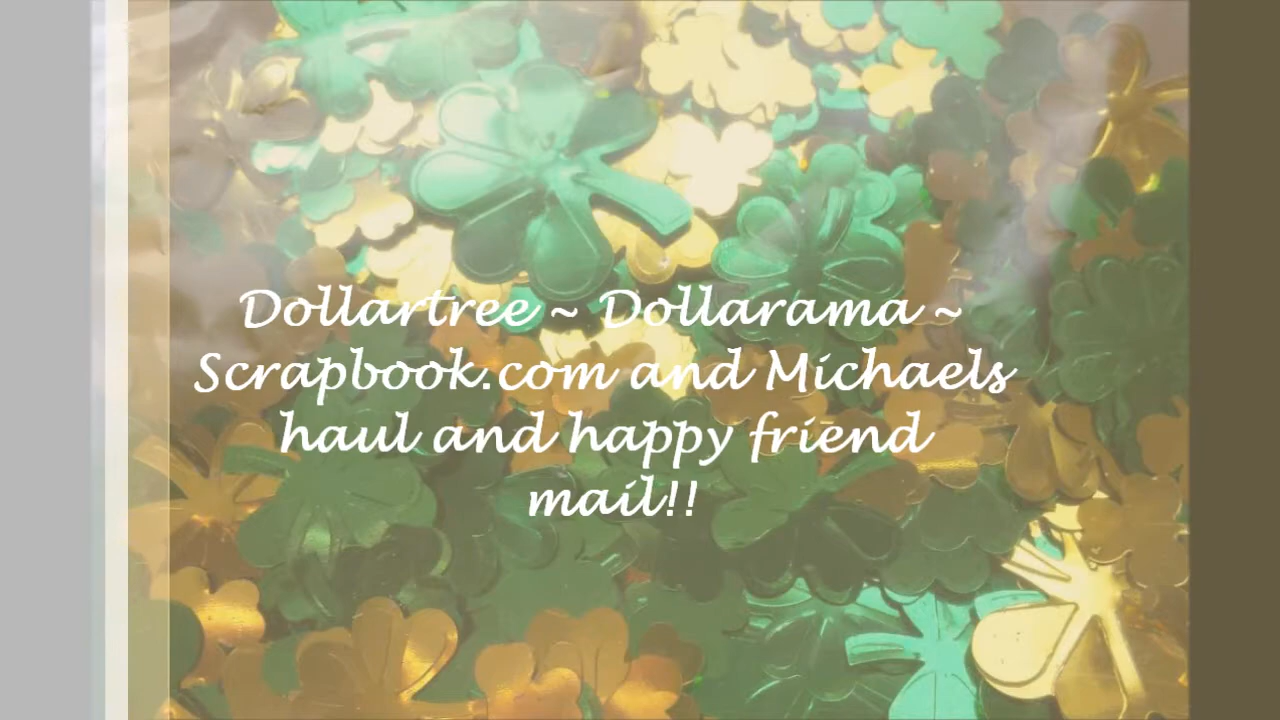 Dollartree ~ Dollarama ~
Scrapbook.com and Michaels
haul and happy friend
mail!!